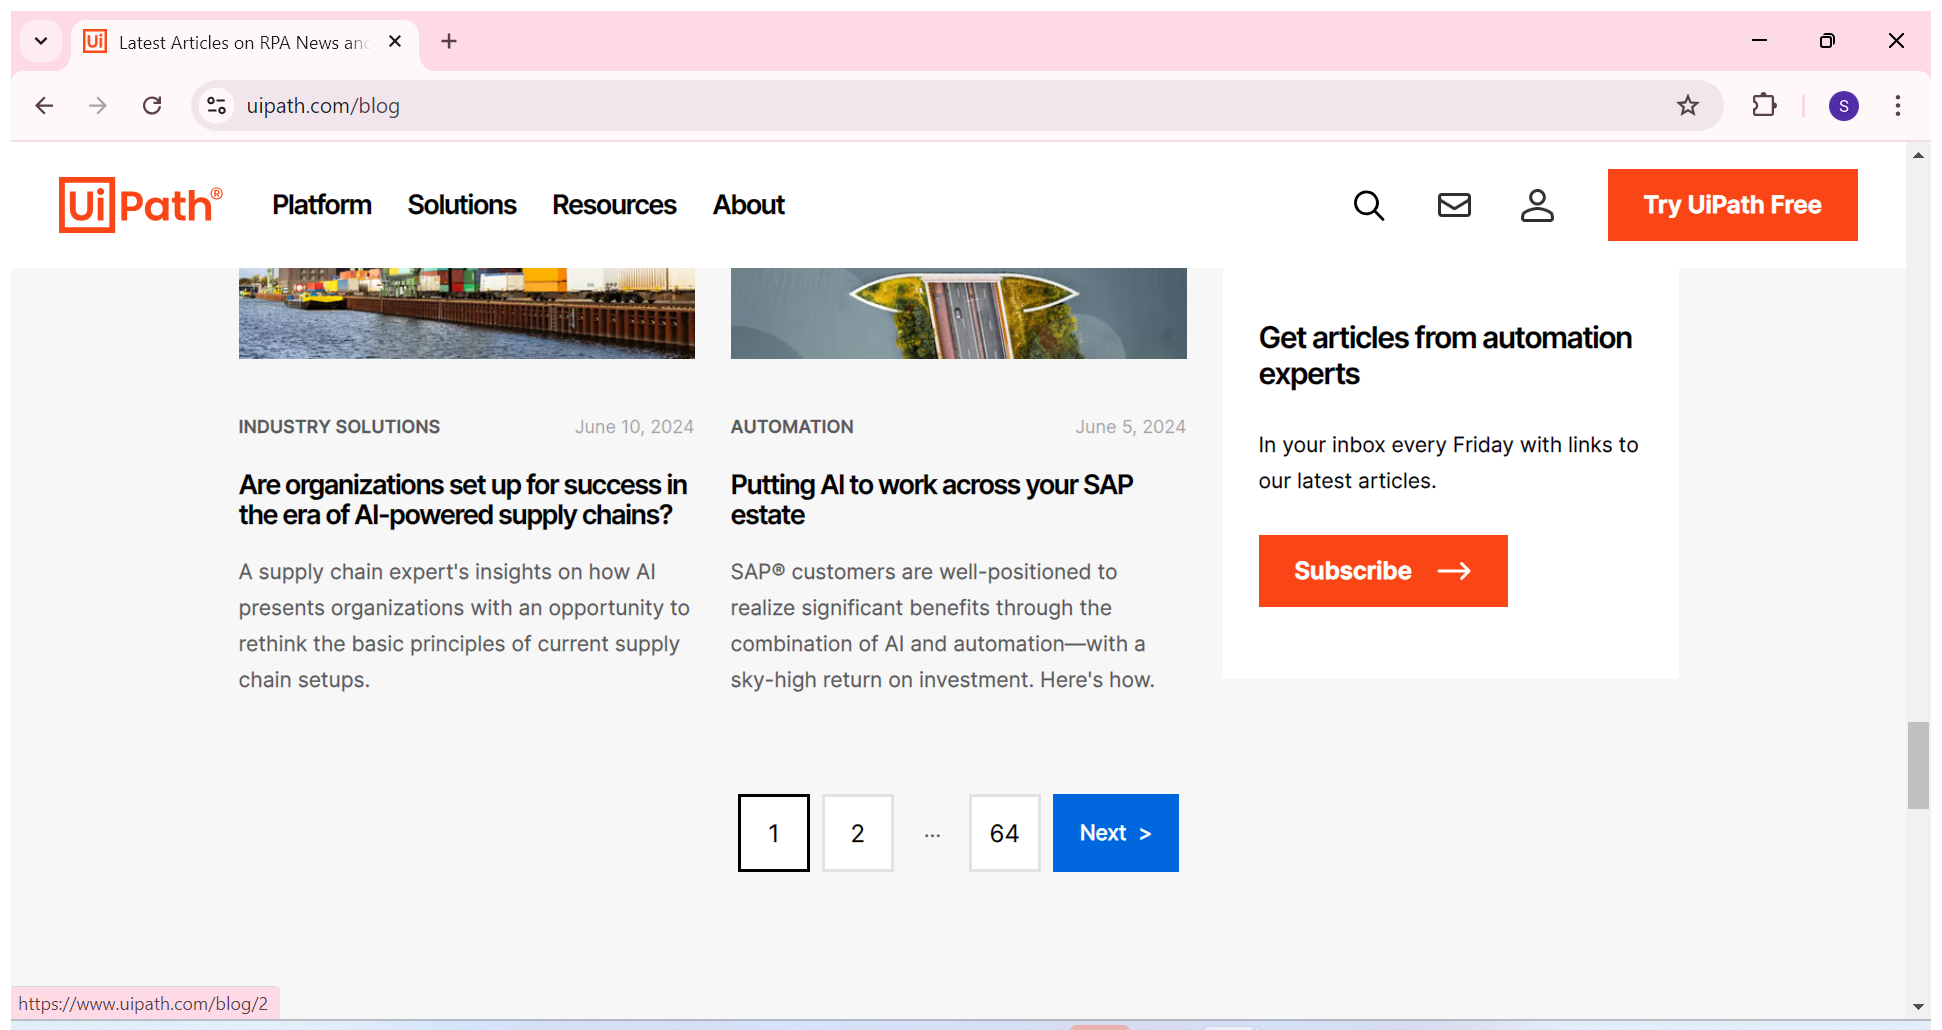 Latest Articles on RPA News and
uipath.com/blog
S
UiPath®
Platform
Solutions
Resources
About
Try UiPath Free
INDUSTRY SOLUTIONS
June 10, 2024
Are organizations set up for success in
the era of AI-powered supply chains?
A supply chain expert's insights on how AI
presents organizations with an opportunity to
rethink the basic principles of current supply
chain setups.
AUTOMATION
June 5, 2024
Putting AI to work across your SAP
estate
SAP® customers are well-positioned to
realize significant benefits through the
combination of AI and automation—with a
sky-high return on investment. Here's how.
Get articles from automation
experts
In your inbox every Friday with links to
our latest articles.
Subscribe
1
2
...
64
Next >
https://www.uipath.com/blog/2